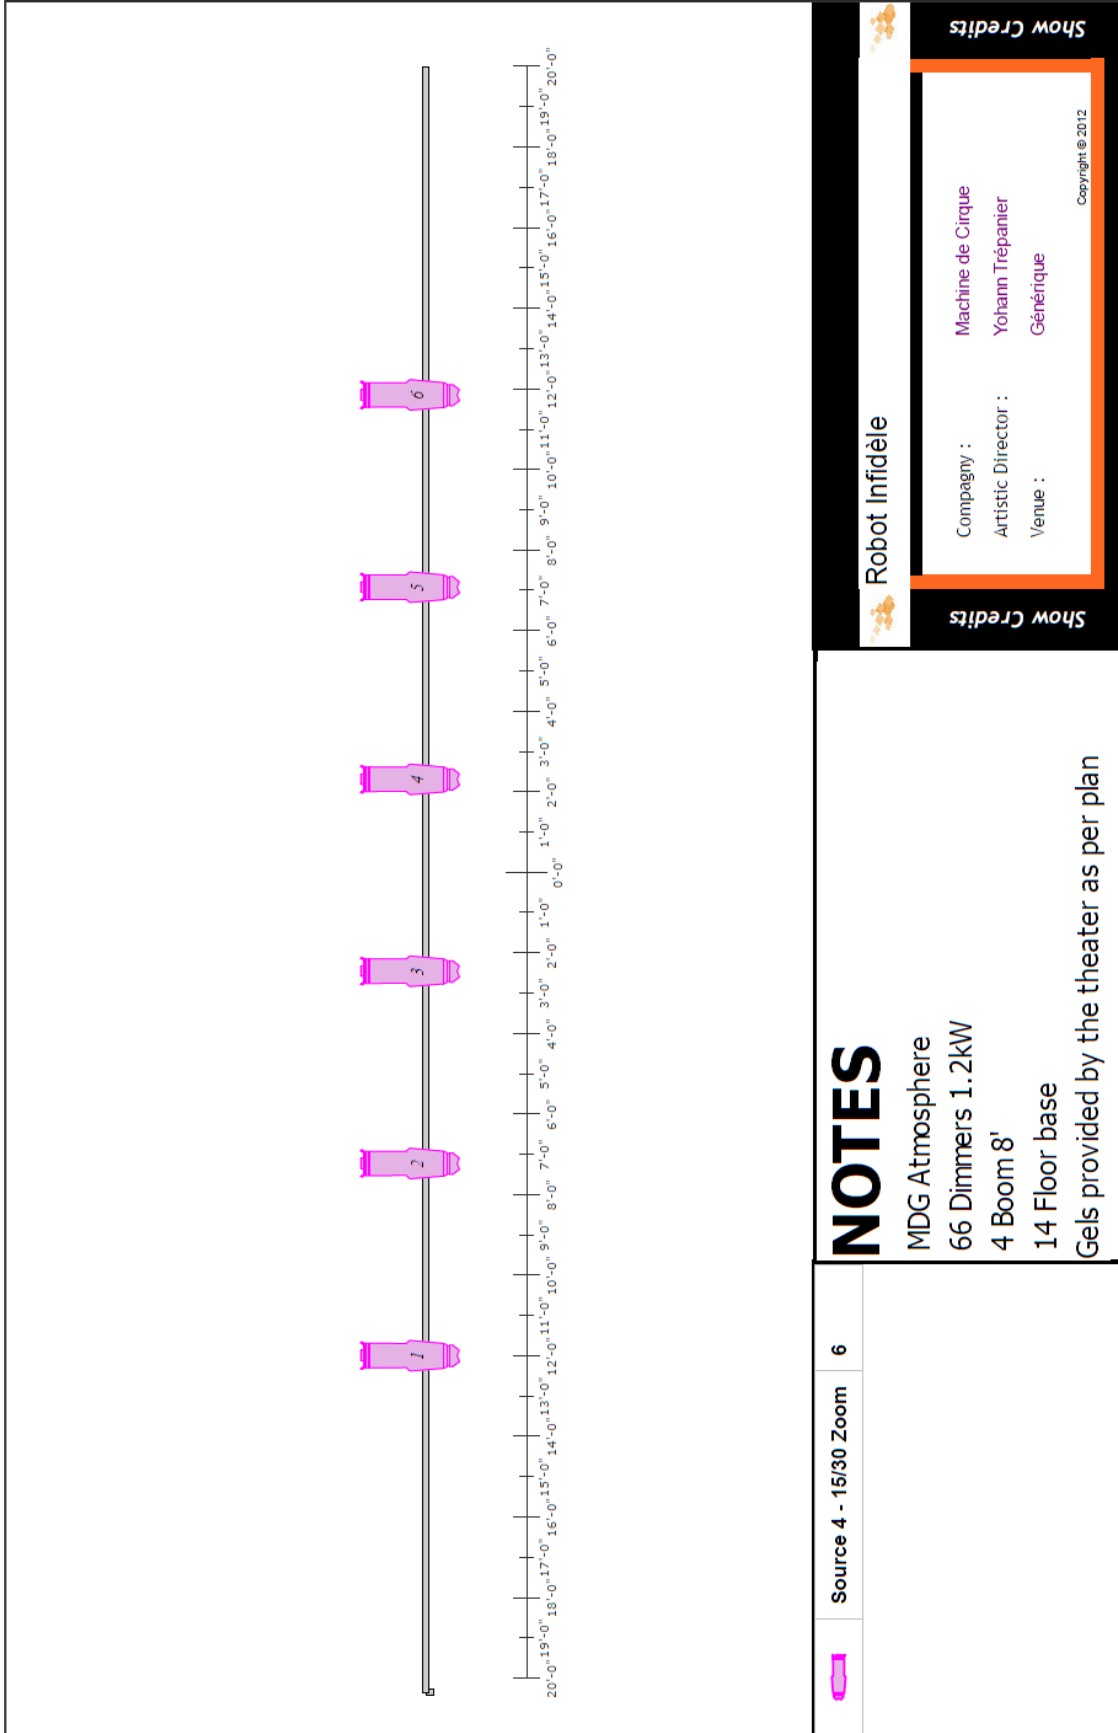 1 2 3 4 5 6
20'-0" 19'-0" 18'-0" 17'-0" 16'-0" 15'-0" 14'-0" 13'-0" 12'-0" 11'-0" 10'-0" 9'-0" 8'-0" 7'-0" 6'-0" 5'-0" 4'-0" 3'-0" 2'-0" 1'-0" 0'-0" 1'-0" 2'-0" 3'-0" 4'-0" 5'-0" 6'-0" 7'-0" 8'-0" 9'-0" 10'-0" 11'-0" 12'-0" 13'-0" 14'-0" 15'-0" 16'-0" 17'-0" 18'-0" 19'-0" 20'-0"
Source 4 - 15/30 Zoom 6
NOTES
MDG Atmosphere
66 Dimmers 1.2kW
4 Boom 8'
14 Floor base
Gels provided by the theater as per plan
Show Credits
Robot Infidèle
Compagny : Machine de Cirque
Artistic Director : Yohann Trépanier
Venue : Générique
Copyright © 2012
Show Credits